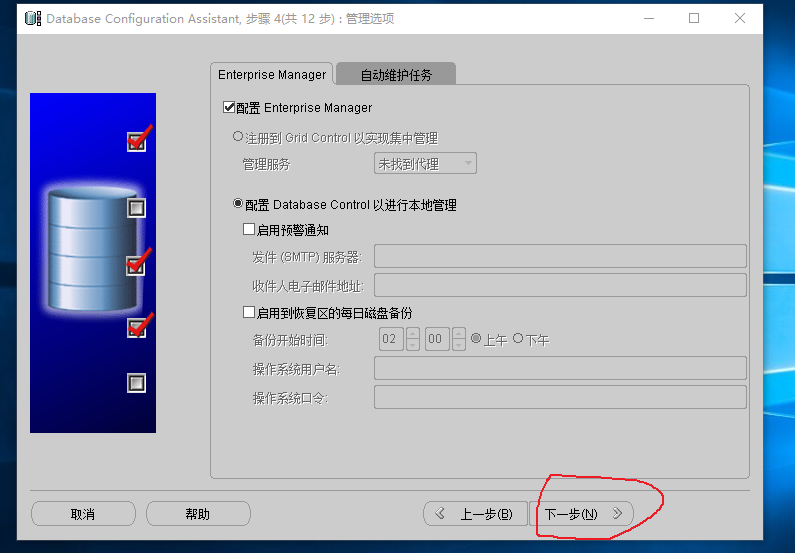 Database Configuration Assistant, 步骤 4(共 12 步) : 管理选项
Enterprise Manager 自动维护任务
配置 Enterprise Manager
注册到 Grid Control 以实现集中管理
管理服务 未找到代理
配置 Database Control 以进行本地管理
启用预警通知
发件 (SMTP) 服务器:
收件人电子邮件地址:
启用到恢复区的每日磁盘备份
备份开始时间: 02 00 上午 下午
操作系统用户名:
操作系统口令:
取消 帮助 上一步(B) 下一步(N)